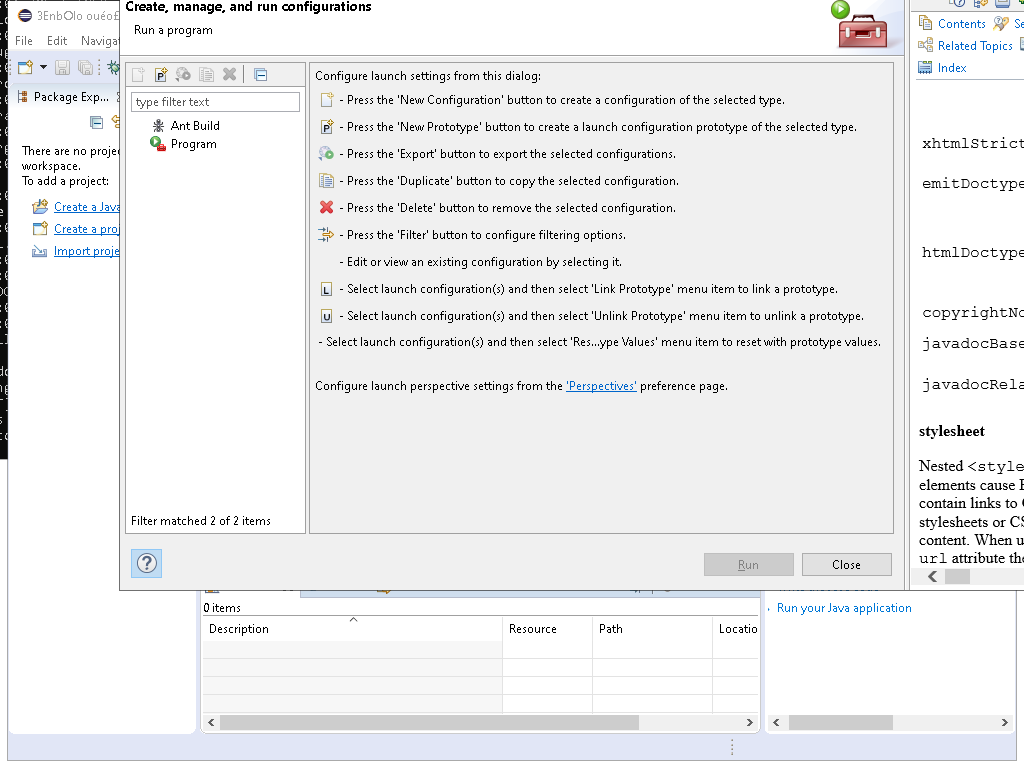 Create, manage, and run configurations
Run a program
File Edit Navigat
Package Exp...
There are no projec
workspace.
To add a project:
Create a Java
Create a proj
Import proje
type filter text
Ant Build
Program
Filter matched 2 of 2 items
Configure launch settings from this dialog:
- Press the 'New Configuration' button to create a configuration of the selected type.
- Press the 'New Prototype' button to create a launch configuration prototype of the selected type.
- Press the 'Export' button to export the selected configurations.
- Press the 'Duplicate' button to copy the selected configuration.
- Press the 'Delete' button to remove the selected configuration.
- Press the 'Filter' button to configure filtering options.
- Edit or view an existing configuration by selecting it.
L - Select launch configuration(s) and then select 'Link Prototype' menu item to link a prototype.
U - Select launch configuration(s) and then select 'Unlink Prototype' menu item to unlink a prototype.
- Select launch configuration(s) and then select 'Res...ype Values' menu item to reset with prototype values.
Configure launch perspective settings from the 'Perspectives' preference page.
Run Close
Contents Se
Related Topics
Index
xhtmlStrict
emitDoctype
htmlDoctype
copyrightNo
javadocBase
javadocRela
stylesheet
Nested <style
elements cause
contain links to
stylesheets or CS
content. When u
url attribute the
0 items
Description Resource Path Locatio
Run your Java application